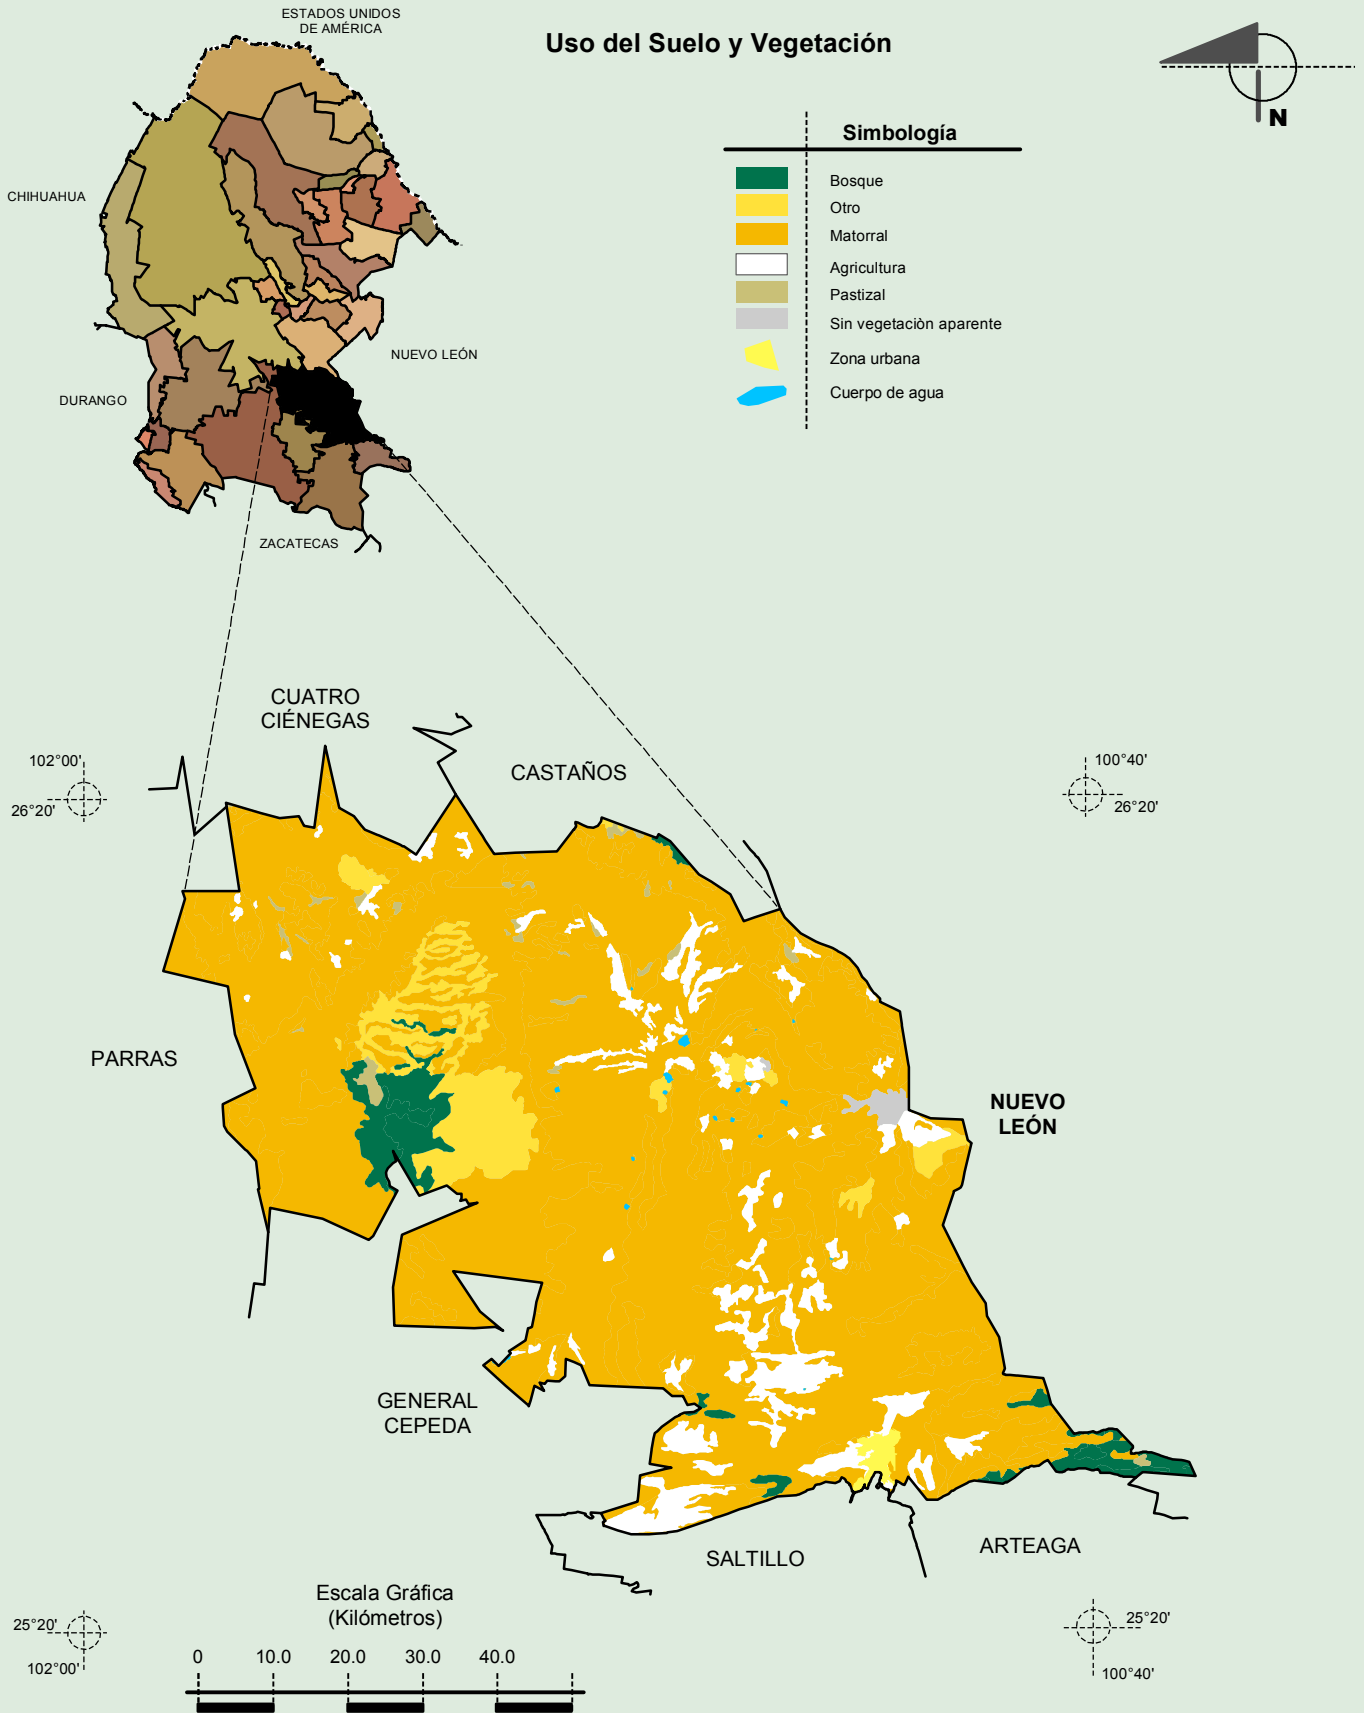 ESTADOS UNIDOS
DE AMÉRICA
Uso del Suelo y Vegetación
N
Simbología
Bosque
Otro
Matorral
Agricultura
Pastizal
Sin vegetaciòn aparente
Zona urbana
Cuerpo de agua
CHIHUAHUA
NUEVO LEÓN
DURANGO
ZACATECAS
CUATRO
CIÉNEGAS
CASTAÑOS
102°00'
26°20'
100°40'
26°20'
PARRAS
NUEVO
LEÓN
GENERAL
CEPEDA
SALTILLO
ARTEAGA
Escala Gráfica
(Kilómetros)
0 10.0 20.0 30.0 40.0
25°20'
102°00'
25°20'
100°40'